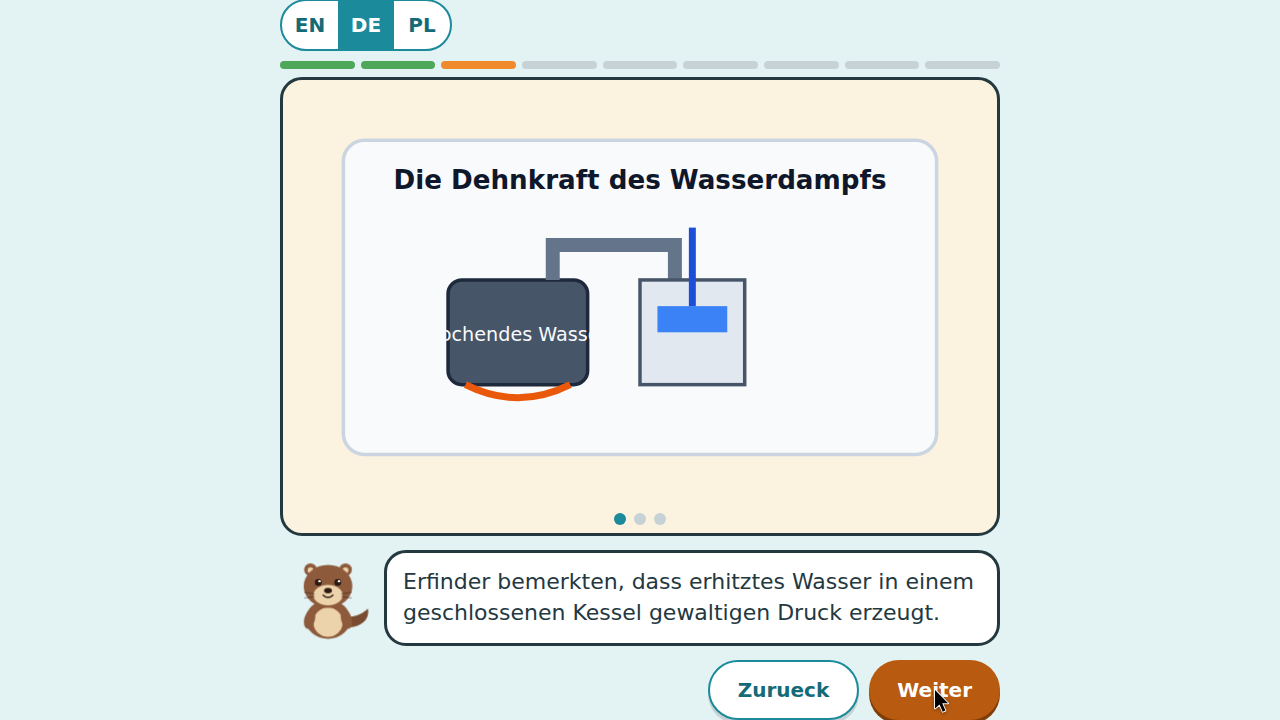 EN DE PL
Die Dehnkraft des Wasserdampfs
ochendes Wass
Erfinder bemerkten, dass erhitztes Wasser in einem
geschlossenen Kessel gewaltigen Druck erzeugt.
Zurueck Weiter